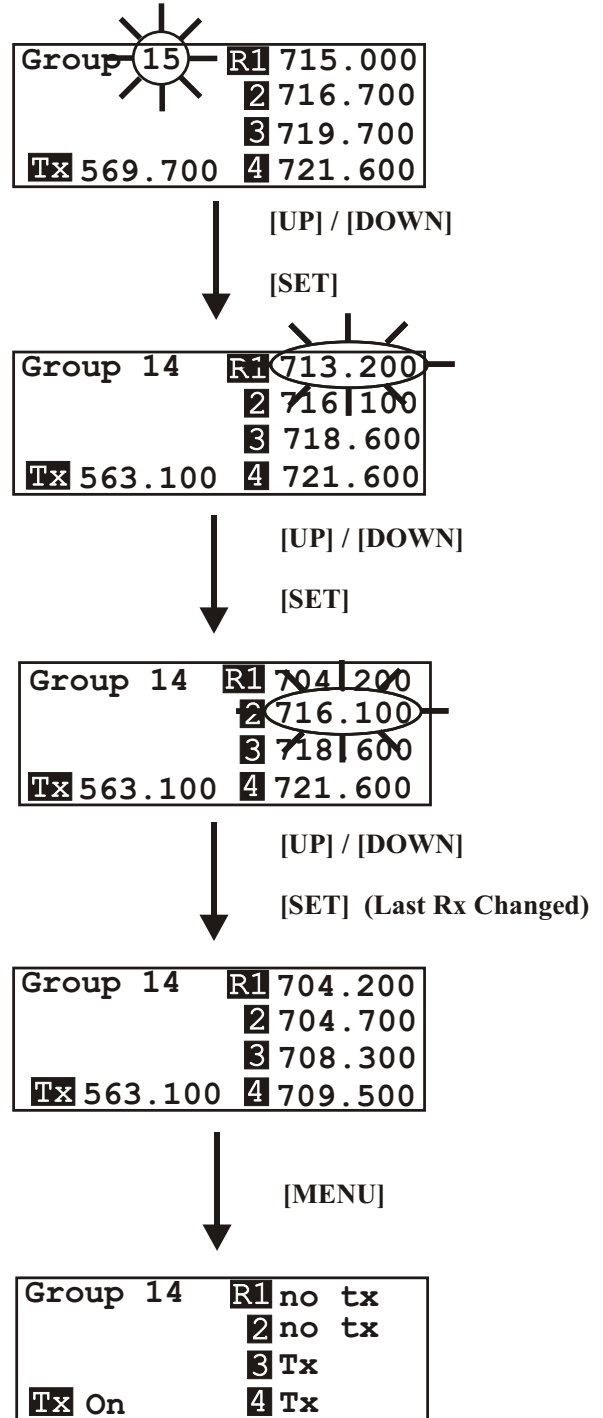 Group 15 R1 715.000
2 716.700
3 719.700
Tx 569.700 4 721.600
[UP] / [DOWN]
[SET]
Group 14 R1 713.200
2 716.100
3 718.600
Tx 563.100 4 721.600
[UP] / [DOWN]
[SET]
Group 14 R1 704.200
2 716.100
3 718.600
Tx 563.100 4 721.600
[UP] / [DOWN]
[SET] (Last Rx Changed)
Group 14 R1 704.200
2 704.700
3 708.300
Tx 563.100 4 709.500
[MENU]
Group 14 R1 no tx
2 no tx
3 Tx
Tx On 4 Tx